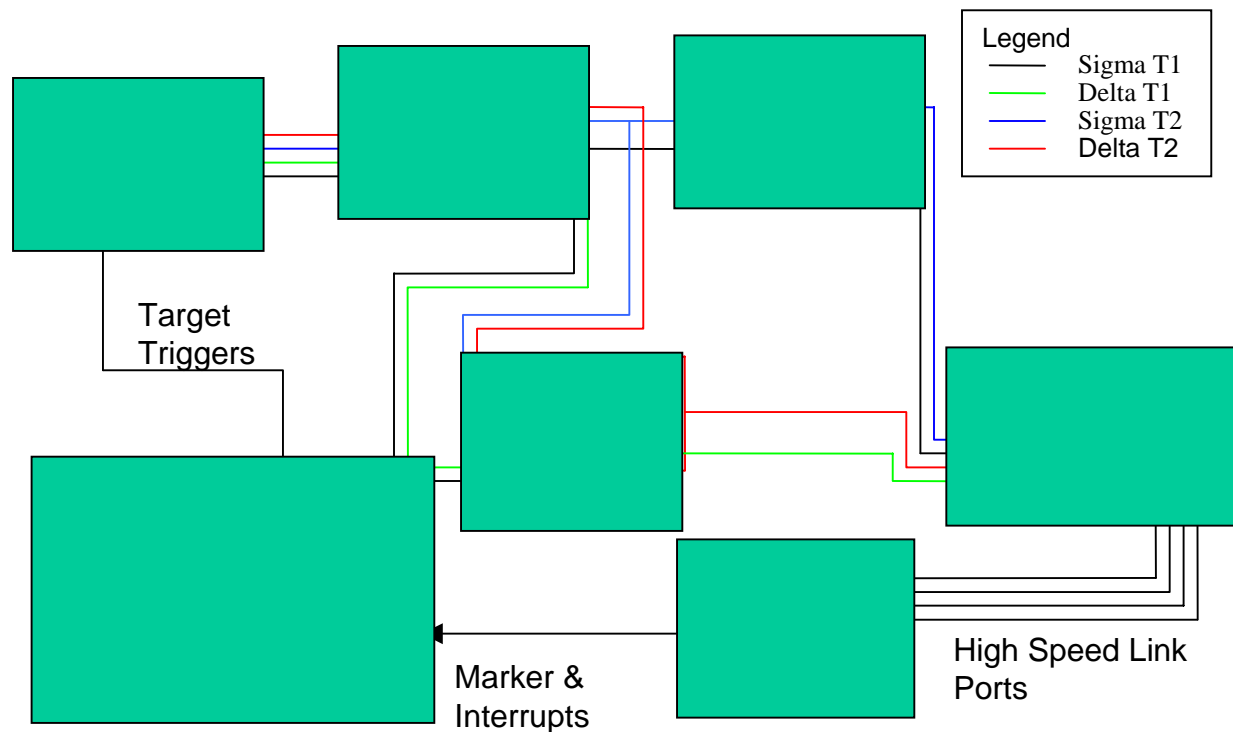 Legend
Sigma T1
Delta T1
Sigma T2
Delta T2
Target
Triggers
Marker &
Interrupts
High Speed Link
Ports